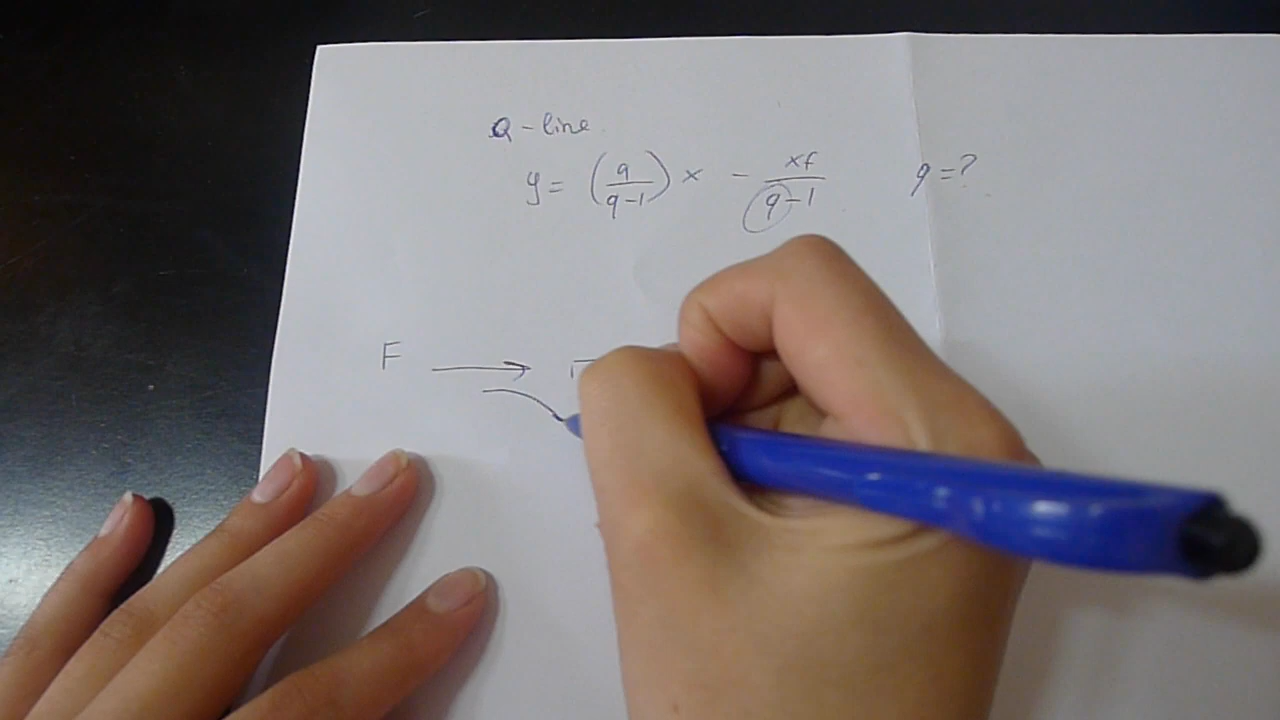 Q - line
y = (q/q-1) x - xf/q-1 q = ?
F